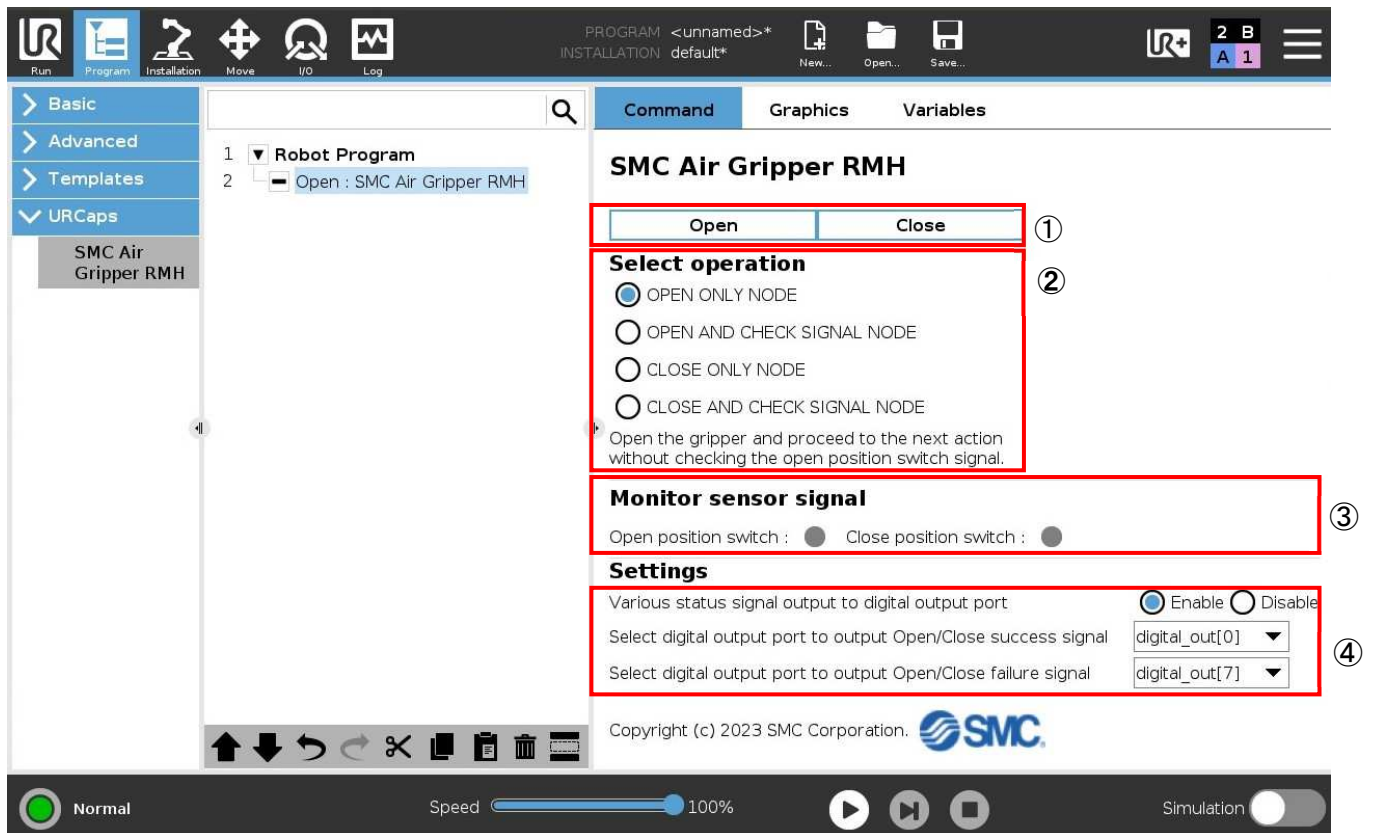 PROGRAM <unnamed>*
INSTALLATION default*
Run
Program
Installation
Move
I/O
Log
New...
Open...
Save...
UR+
2 B
A 1
Basic
Advanced
Templates
URCaps
SMC Air
Gripper RMH
1 Robot Program
2 Open : SMC Air Gripper RMH
Command Graphics Variables
SMC Air Gripper RMH
Open Close ①
Select operation
②
OPEN ONLY NODE
OPEN AND CHECK SIGNAL NODE
CLOSE ONLY NODE
CLOSE AND CHECK SIGNAL NODE
Open the gripper and proceed to the next action
without checking the open position switch signal.
Monitor sensor signal
③
Open position switch : Close position switch :
Settings
Various status signal output to digital output port Enable Disable
Select digital output port to output Open/Close success signal digital_out[0]
④
Select digital output port to output Open/Close failure signal digital_out[7]
Copyright (c) 2023 SMC Corporation. SMC.
Normal
Speed 100%
Simulation